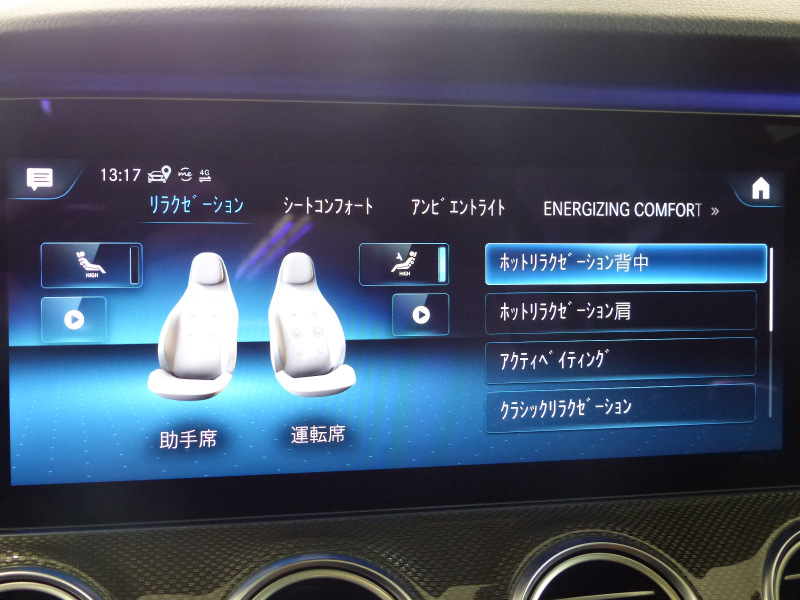 13:17 me 4G
ﾘﾗｸｾﾞｰｼｮﾝ ｼｰﾄｺﾝﾌｫｰﾄ ｱﾝﾋﾞｴﾝﾄﾗｲﾄ ENERGIZING COMFORT »
HIGH HIGH
ﾎｯﾄﾘﾗｸｾﾞｰｼｮﾝ背中
ﾎｯﾄﾘﾗｸｾﾞｰｼｮﾝ肩
ｱｸﾃｨﾍﾞｲﾃｨﾝｸﾞ
ｸﾗｼｯｸﾘﾗｸｾﾞｰｼｮﾝ
助手席 運転席